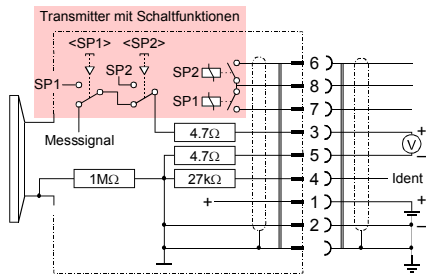 Transmitter mit Schaltfunktionen
<SP1> <SP2>
SP1 SP2
SP2
SP1
Messsignal
6
8
7
4.7Ω 3 +
V
4.7Ω 5 –
1MΩ 27kΩ 4 Ident
+ 1 +
2 –